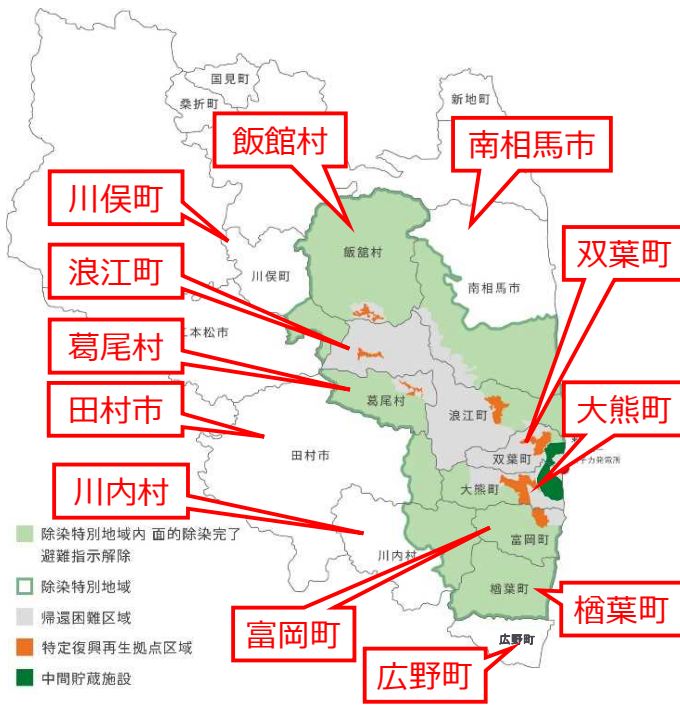 国見町
桑折町
新地町
飯館村
南相馬市
川俣町
飯舘村
双葉町
川俣町
南相馬市
浪江町
本松市
葛尾村
大熊町
葛尾村
浪江町
田村市
田村市
双葉町
力発電所
川内村
大熊町
除染特別地域内 面的除染完了
避難指示解除
富岡町
川内村
除染特別地域
楢葉町
帰還困難区域
富岡町
楢葉町
特定復興再生拠点区域
広野町
広野町
中間貯蔵施設